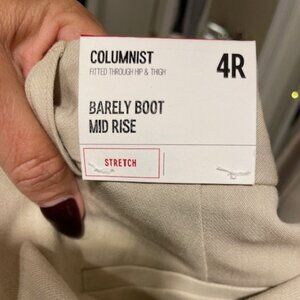 COLUMNIST
FITTED THROUGH HIP & THIGH
4R
BARELY BOOT
MID RISE
STRETCH